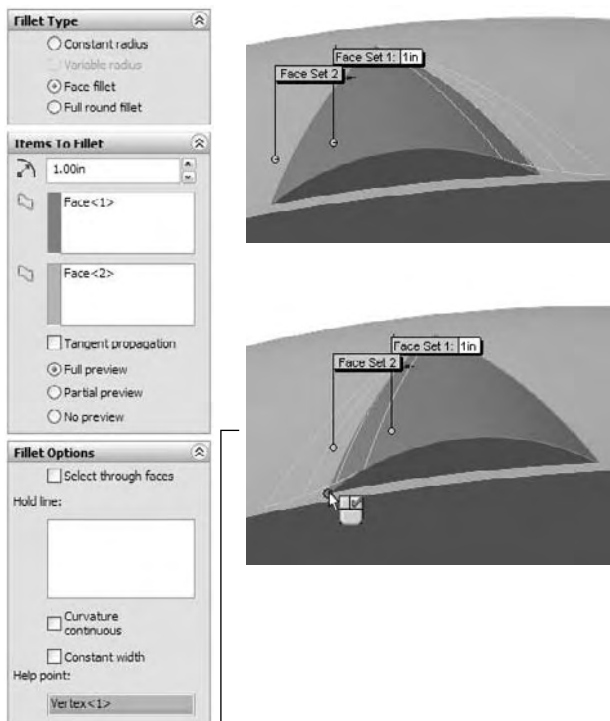 Fillet Type
Constant radius
Variable radius
Face fillet
Full round fillet
Items To Fillet
1.00in
Face<1>
Face<2>
Tangent propagation
Full preview
Partial preview
No preview
Fillet Options
Select through faces
Hold line:
Curvature
continuous
Constant width
Help point:
Vertex<1>
Face Set 1: 1in
Face Set 2
Face Set 1: 1in
Face Set 2